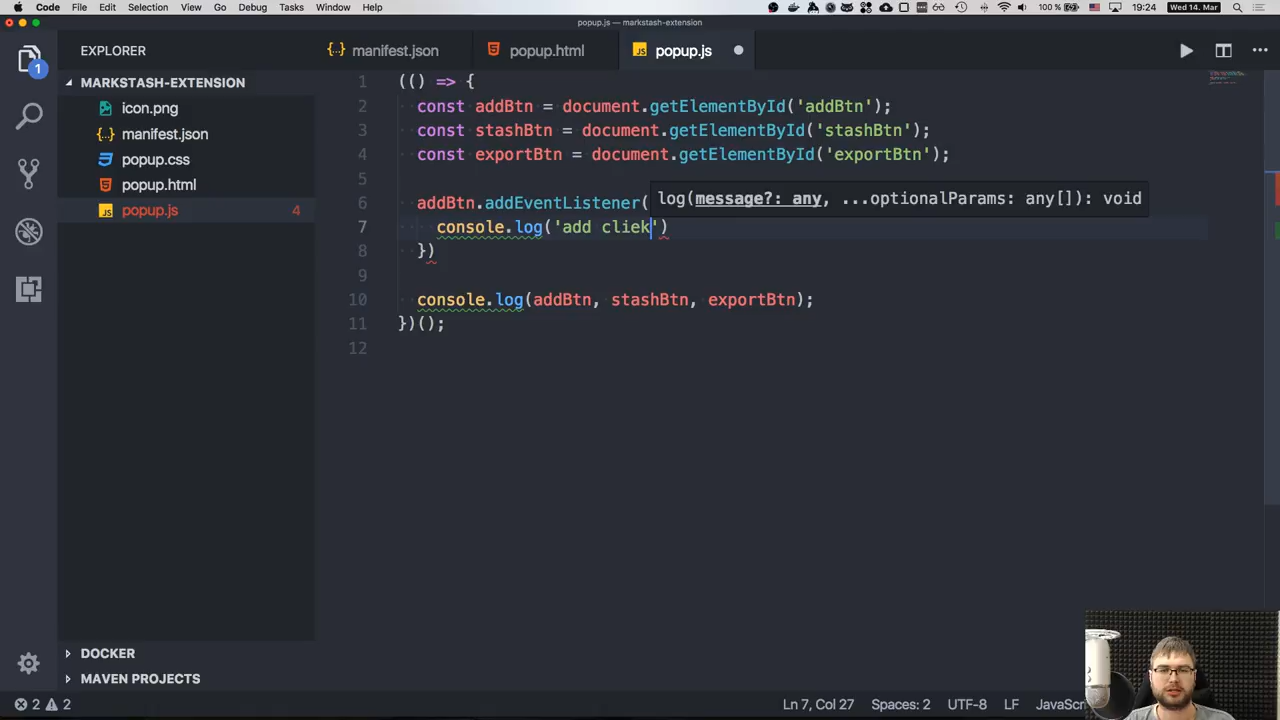 Code File Edit Selection View Go Debug Tasks Window Help 100 % 19:24 Wed 14. Mar
popup.js — markstash-extension
EXPLORER
manifest.json popup.html popup.js
1
MARKSTASH-EXTENSION
icon.png
manifest.json
popup.css
popup.html
popup.js 4
1 (() => {
2 const addBtn = document.getElementById('addBtn');
3 const stashBtn = document.getElementById('stashBtn');
4 const exportBtn = document.getElementById('exportBtn');
5
6 addBtn.addEventListener(
log(message?: any, ...optionalParams: any[]): void
7 console.log('add cliek')
8 })
9
10 console.log(addBtn, stashBtn, exportBtn);
11 })();
12
DOCKER
MAVEN PROJECTS
2 2 Ln 7, Col 27 Spaces: 2 UTF-8 LF JavaScri